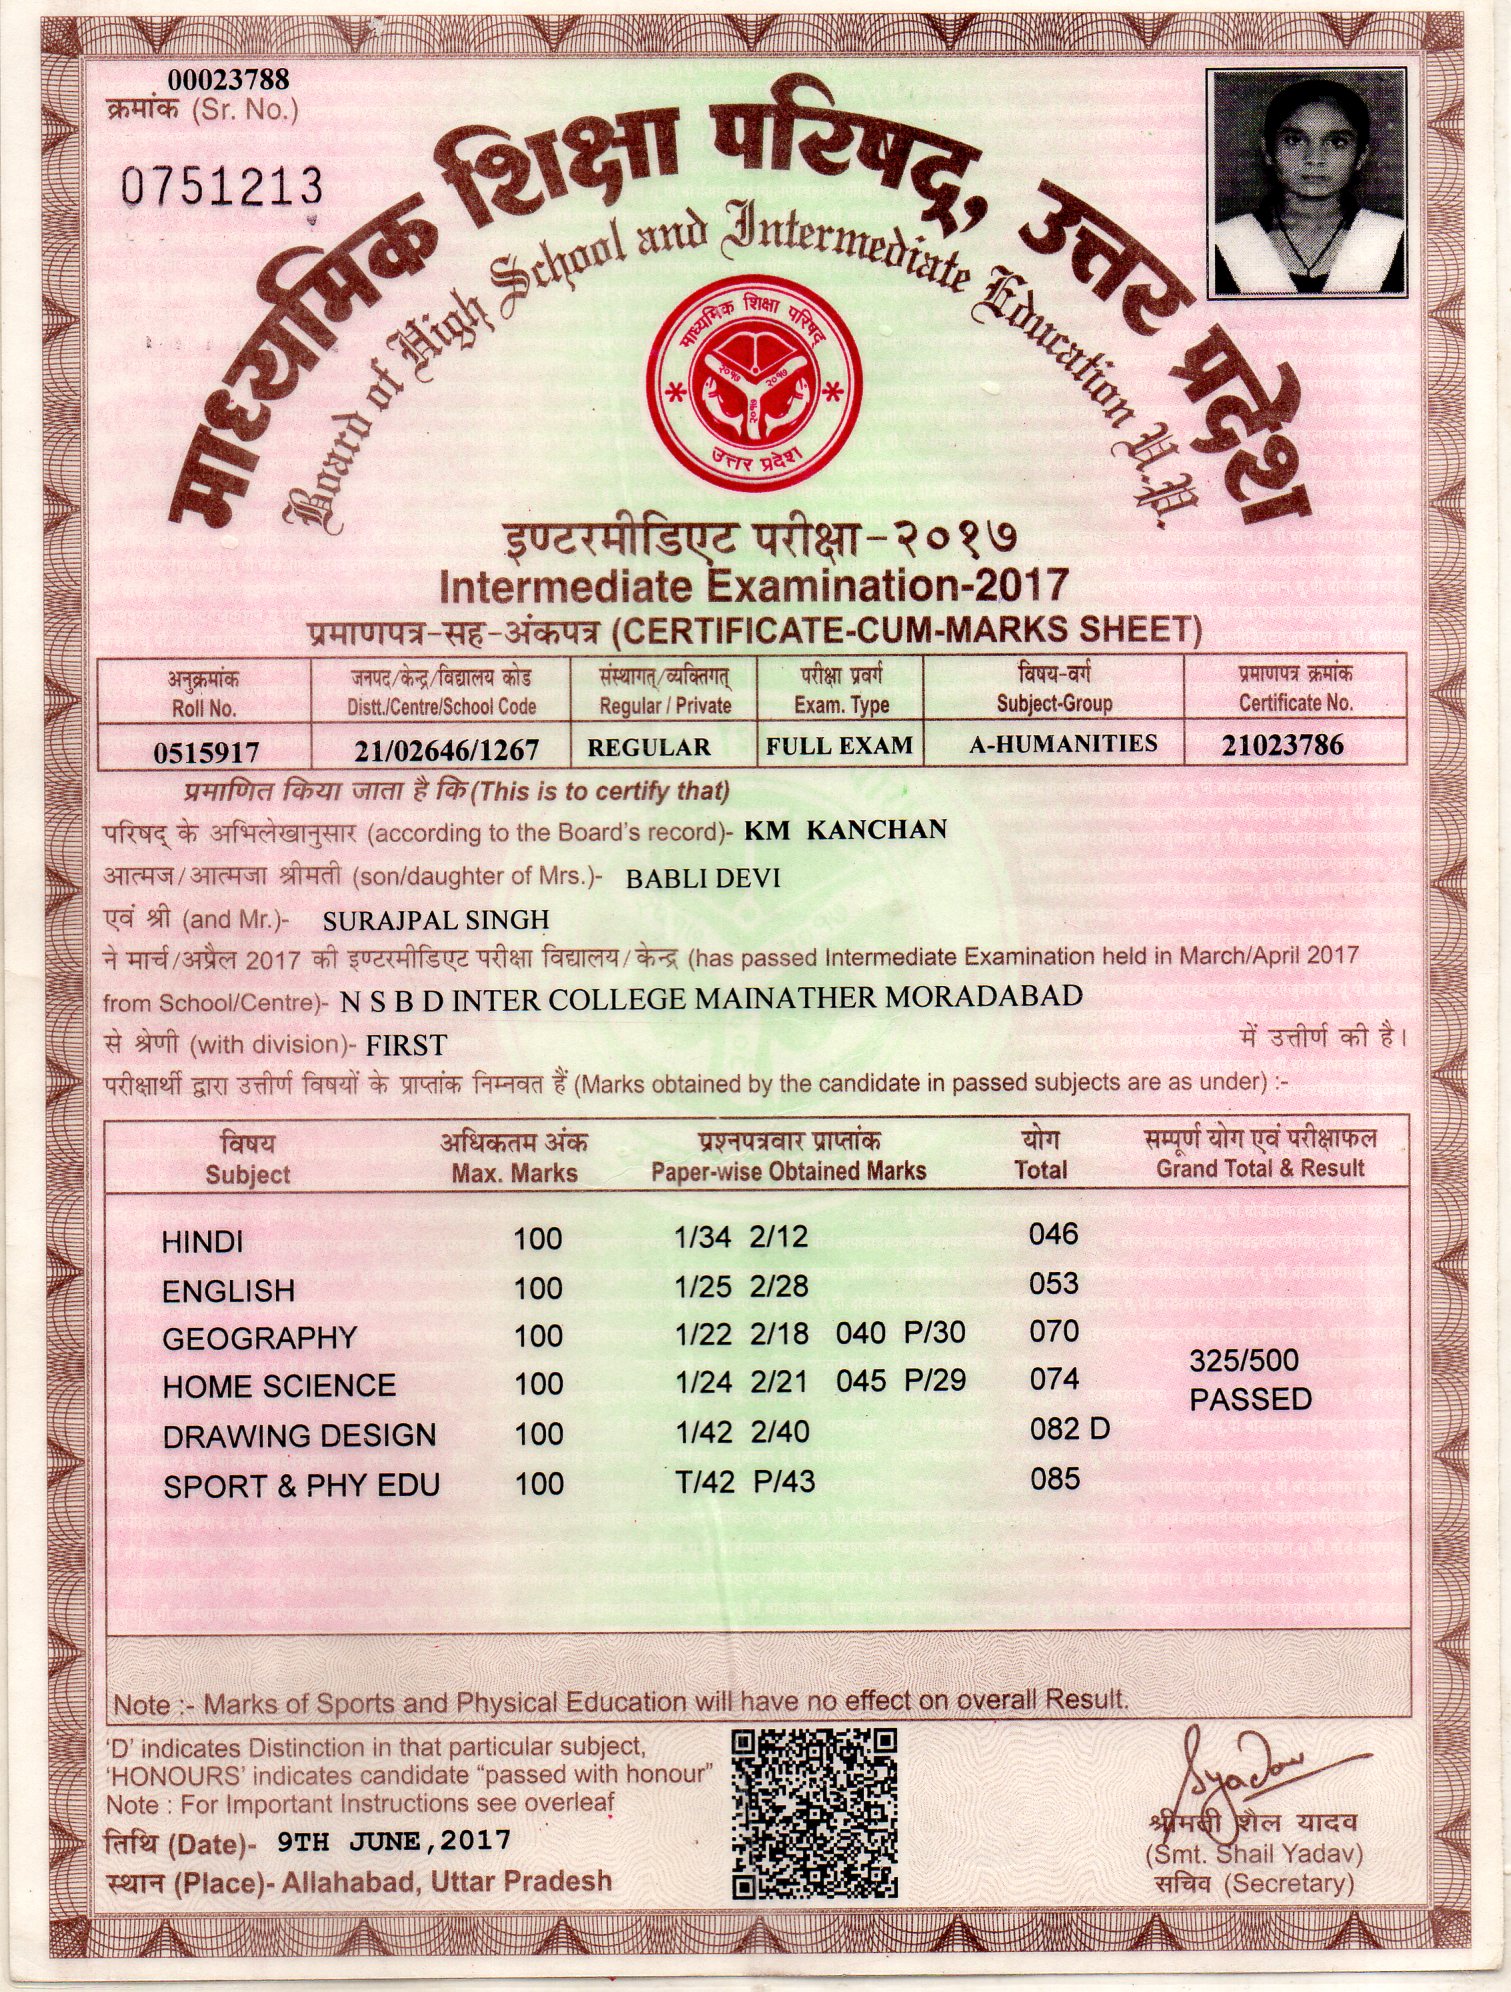 00023788
क्रमांक (Sr. No.)
0751213
माध्यमिक शिक्षा परिषद्, उत्तर प्रदेश
Board of High School and Intermediate Education U.P.
माध्यमिक शिक्षा परिषद्
२०१७ २०१७
२०१७
उत्तर प्रदेश
इण्टरमीडिएट परीक्षा-२०१७
Intermediate Examination-2017
प्रमाणपत्र-सह-अंकपत्र (CERTIFICATE-CUM-MARKS SHEET)
अनुक्रमांक जनपद/केन्द्र/विद्यालय कोड संस्थागत्/व्यक्तिगत् परीक्षा प्रवर्ग विषय-वर्ग प्रमाणपत्र क्रमांक
Roll No. Distt./Centre/School Code Regular / Private Exam. Type Subject-Group Certificate No.
0515917 21/02646/1267 REGULAR FULL EXAM A-HUMANITIES 21023786
प्रमाणित किया जाता है कि (This is to certify that)
परिषद् के अभिलेखानुसार (according to the Board's record)- KM KANCHAN
आत्मज/आत्मजा श्रीमती (son/daughter of Mrs.)- BABLI DEVI
एवं श्री (and Mr.)- SURAJPAL SINGH
ने मार्च/अप्रैल 2017 की इण्टरमीडिएट परीक्षा विद्यालय/केन्द्र (has passed Intermediate Examination held in March/April 2017
from School/Centre)- N S B D INTER COLLEGE MAINATHER MORADABAD
से श्रेणी (with division)- FIRST में उत्तीर्ण की है।
परीक्षार्थी द्वारा उत्तीर्ण विषयों के प्राप्तांक निम्नवत हैं (Marks obtained by the candidate in passed subjects are as under) :-
विषय अधिकतम अंक प्रश्नपत्रवार प्राप्तांक योग सम्पूर्ण योग एवं परीक्षाफल
Subject Max. Marks Paper-wise Obtained Marks Total Grand Total & Result
HINDI 100 1/34 2/12 046
ENGLISH 100 1/25 2/28 053
GEOGRAPHY 100 1/22 2/18 040 P/30 070
325/500
HOME SCIENCE 100 1/24 2/21 045 P/29 074
PASSED
DRAWING DESIGN 100 1/42 2/40 082 D
SPORT & PHY EDU 100 T/42 P/43 085
Note :- Marks of Sports and Physical Education will have no effect on overall Result.
'D' indicates Distinction in that particular subject,
'HONOURS' indicates candidate "passed with honour"
Note : For Important Instructions see overleaf
तिथि (Date)- 9TH JUNE,2017
स्थान (Place)- Allahabad, Uttar Pradesh
Syadav
श्रीमती शैल यादव
(Smt. Shail Yadav)
सचिव (Secretary)